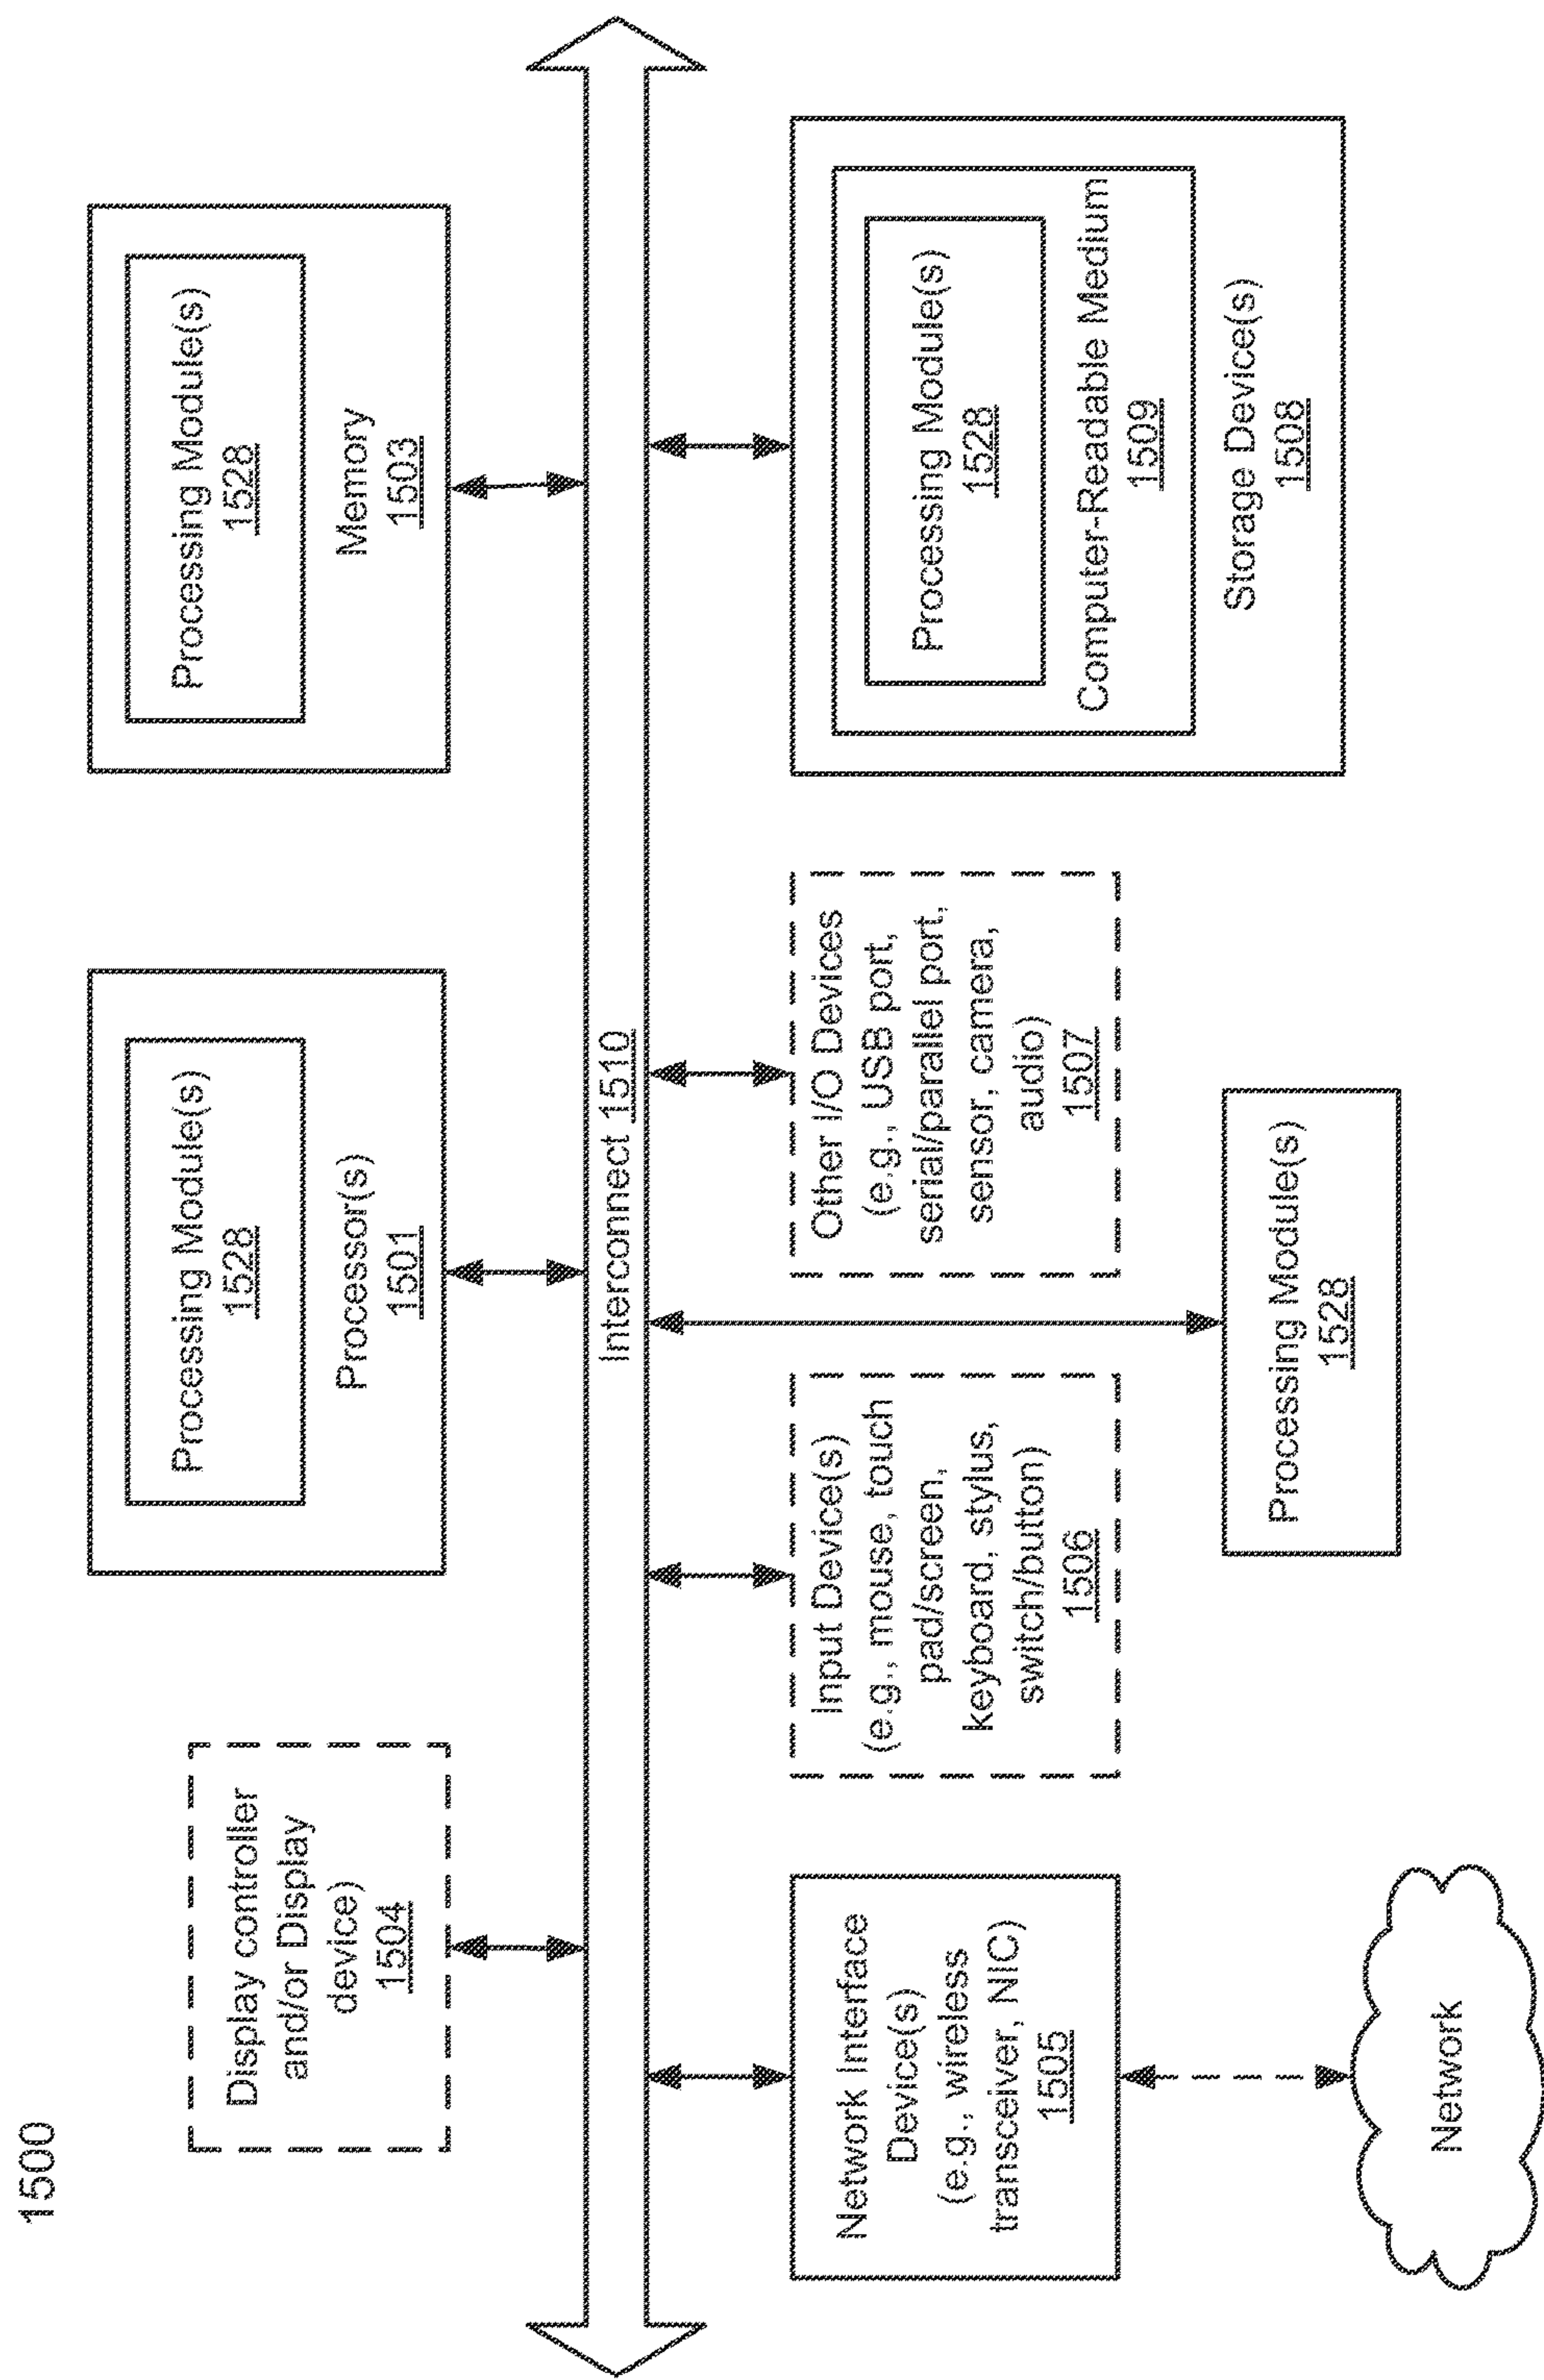 1500
Display controller
and/or Display
device)
1504
Processing Module(s)
1528
Processor(s)
1501
Processing Module(s)
1528
Memory
1503
Interconnect 1510
Network Interface
Device(s)
(e.g., wireless
transceiver, NIC)
1505
Input Device(s)
(e.g., mouse, touch
pad/screen,
keyboard, stylus,
switch/button)
1506
Other I/O Devices
(e.g., USB port,
serial/parallel port,
sensor, camera,
audio)
1507
Processing Module(s)
1528
Computer-Readable Medium
1509
Storage Device(s)
1508
Processing Module(s)
1528
Network